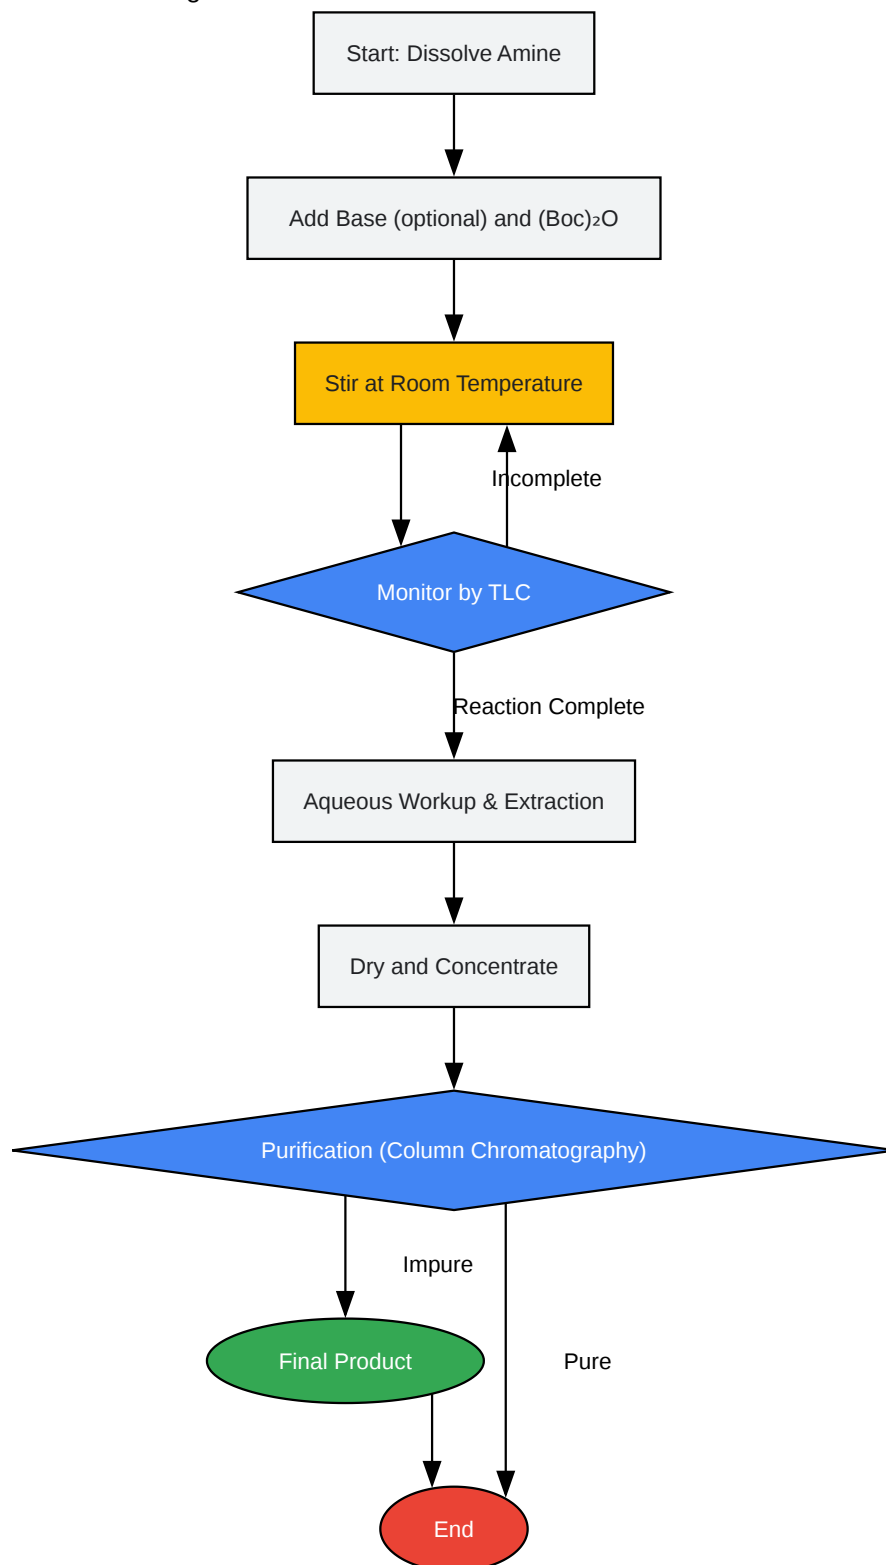 Start: Dissolve Amine
Add Base (optional) and (Boc)₂O
Stir at Room Temperature
Incomplete
Monitor by TLC
Reaction Complete
Aqueous Workup & Extraction
Dry and Concentrate
Purification (Column Chromatography)
Impure
Final Product
Pure
End